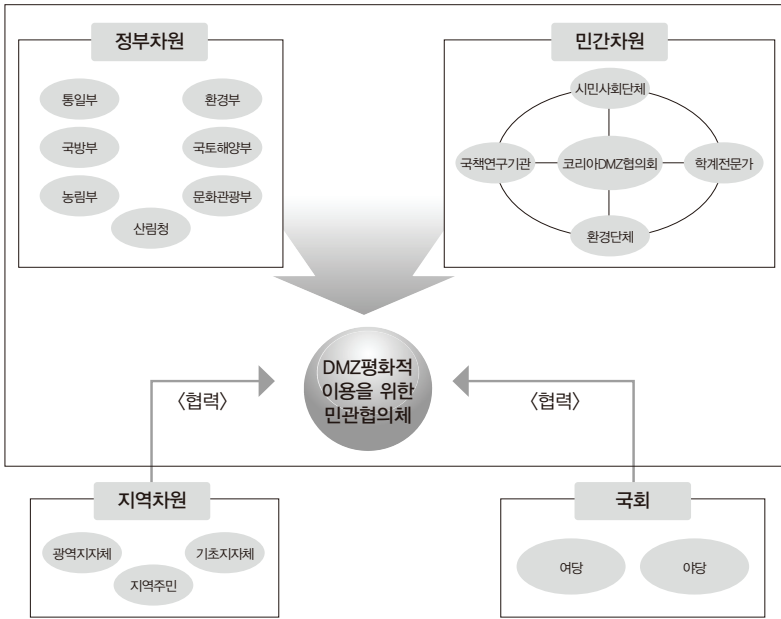 정부차원
통일부
환경부
국방부
국토해양부
농림부
문화관광부
산림청
민간차원
시민사회단체
국책연구기관
코리아DMZ협의회
학계전문가
환경단체
DMZ평화적
이용을 위한
민관협의체
〈협력〉
〈협력〉
지역차원
광역지자체
기초지자체
지역주민
국회
여당
야당